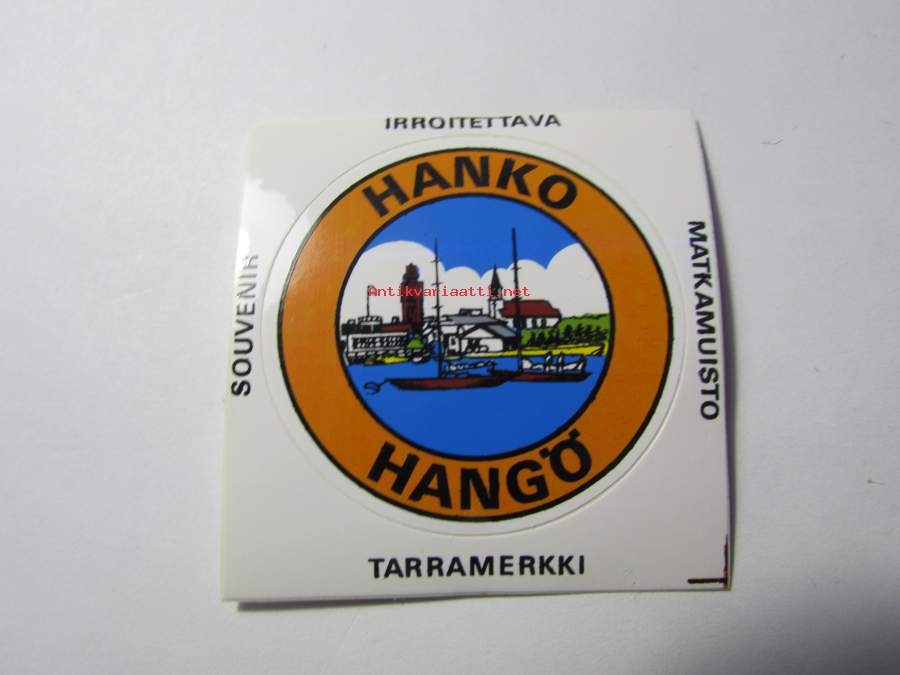 IRROITETTAVA
HANKO
SOUVENIR
MATKAMUISTO
Antikvariaatti.net
HANGÖ
TARRAMERKKI